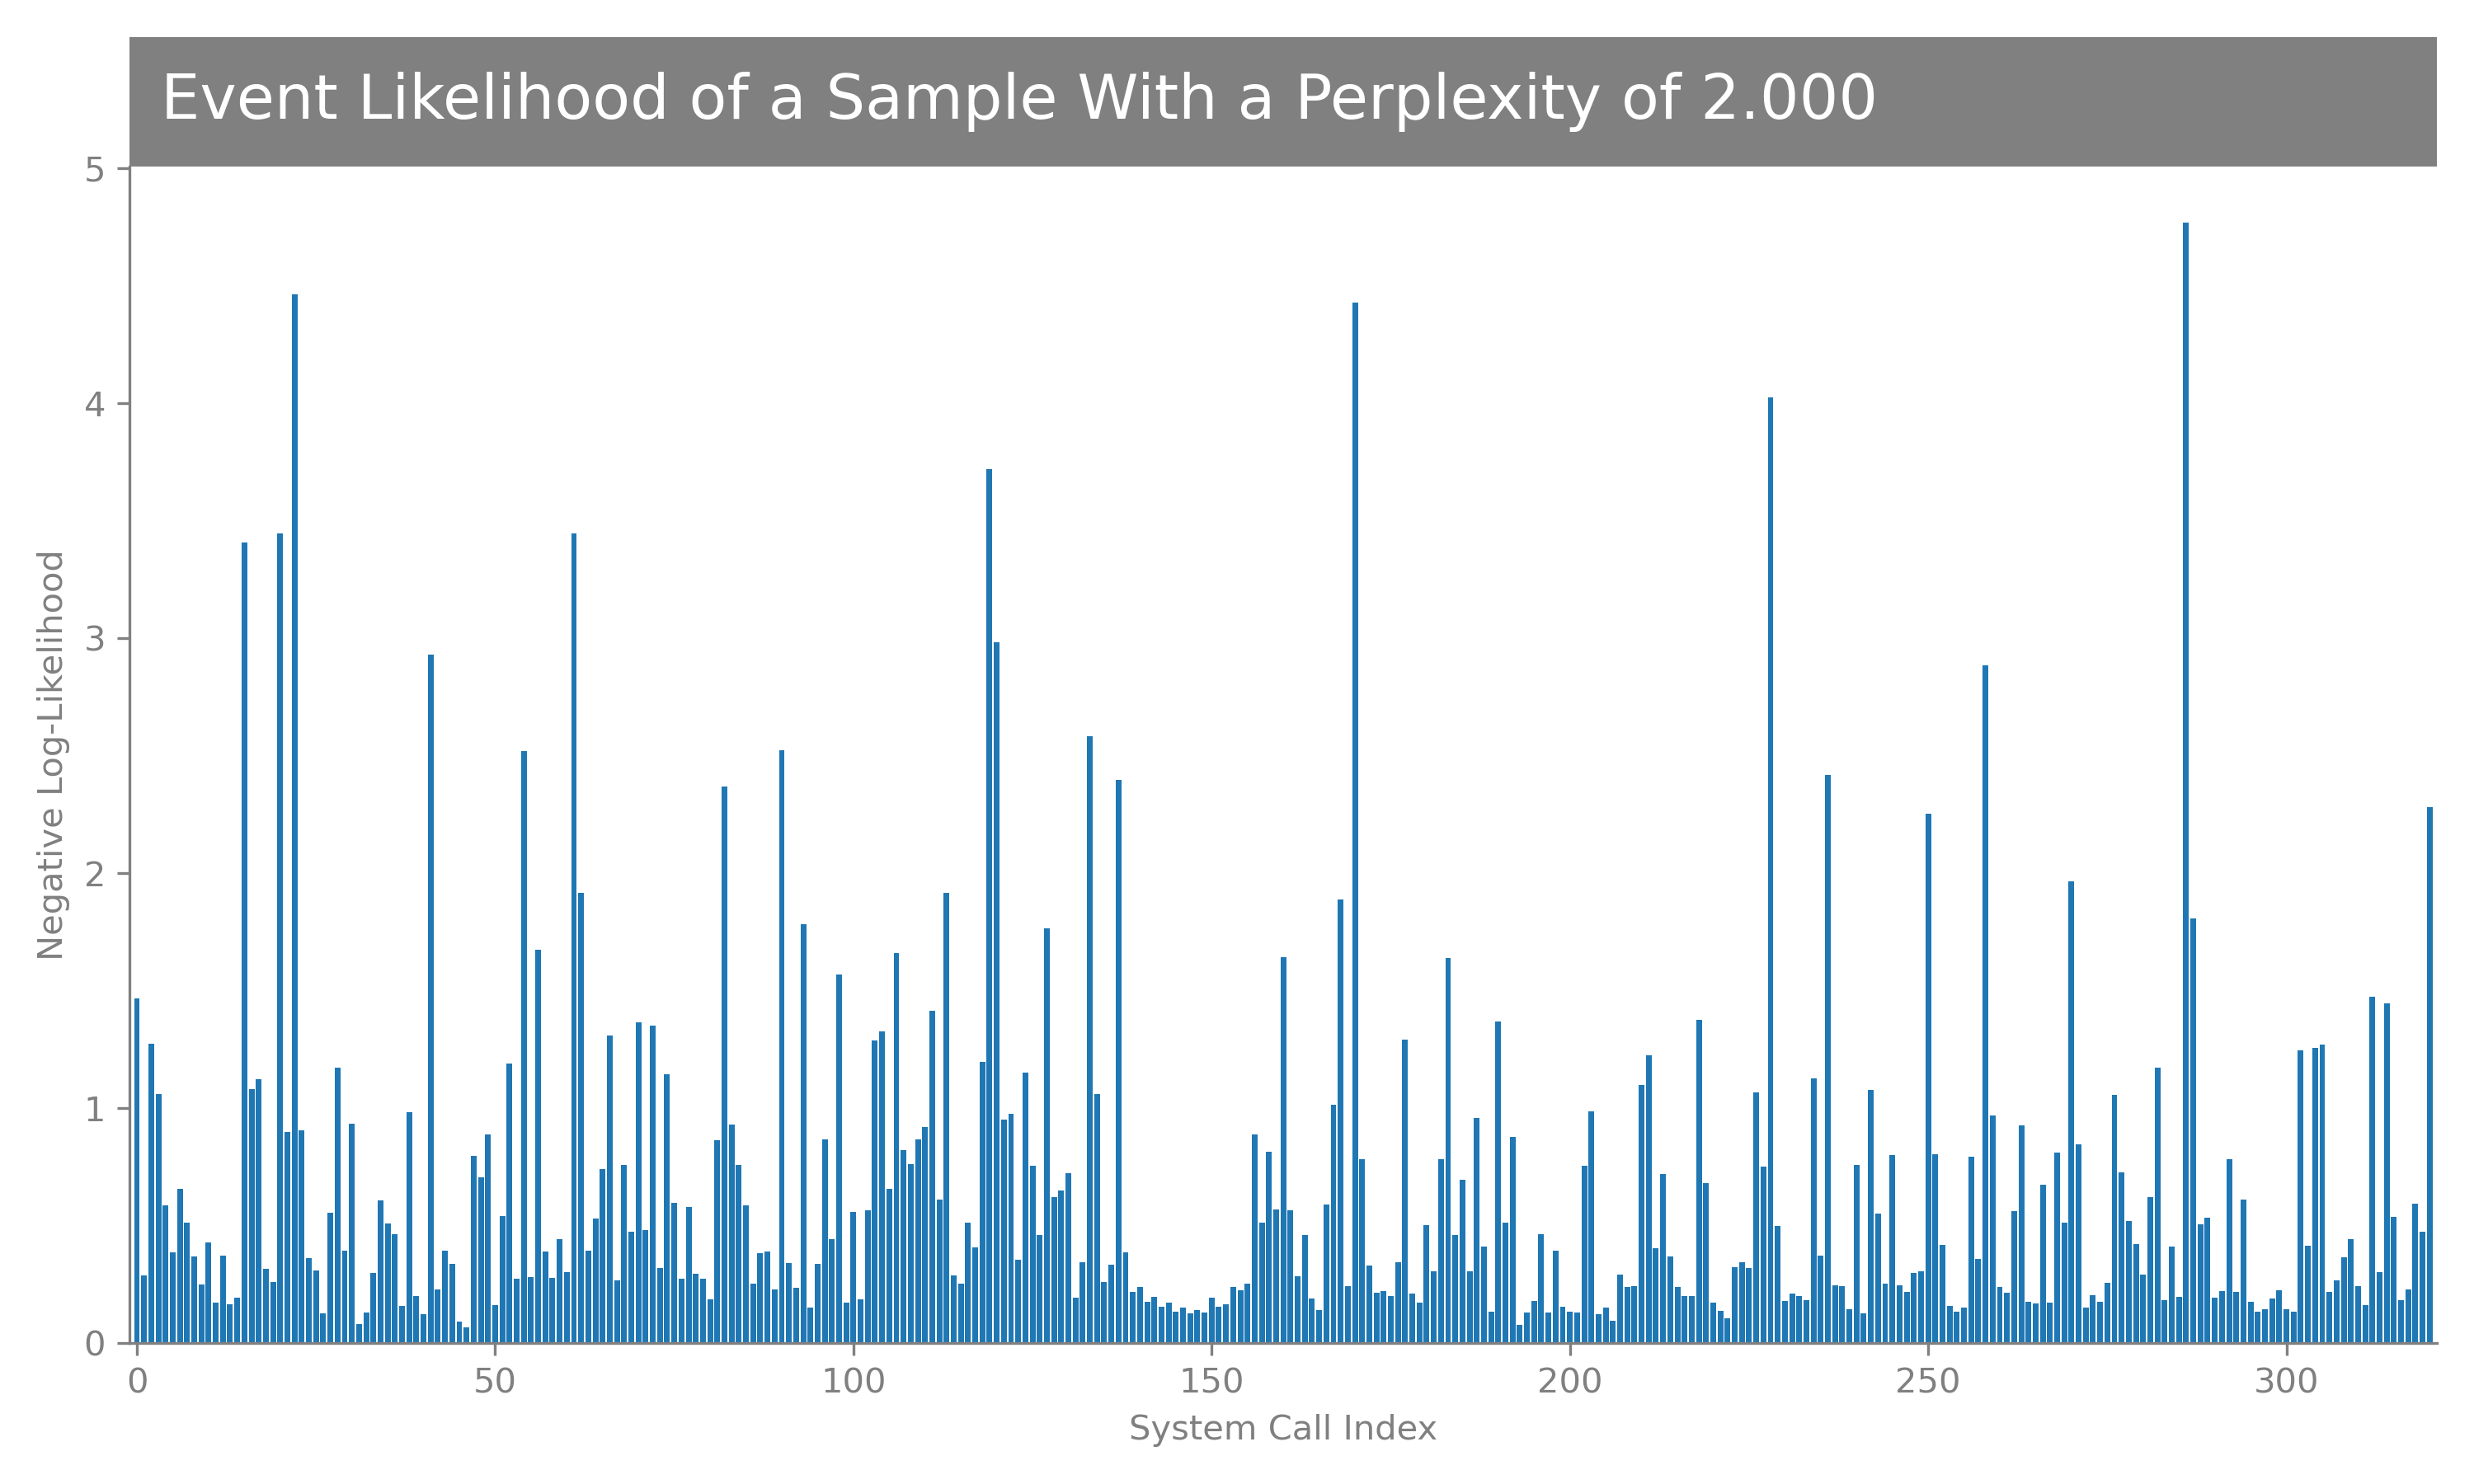 Event Likelihood of a Sample With a Perplexity of 2.000
5
4
3
2
1
0
Negative Log-Likelihood
0 50 100 150 200 250 300
System Call Index